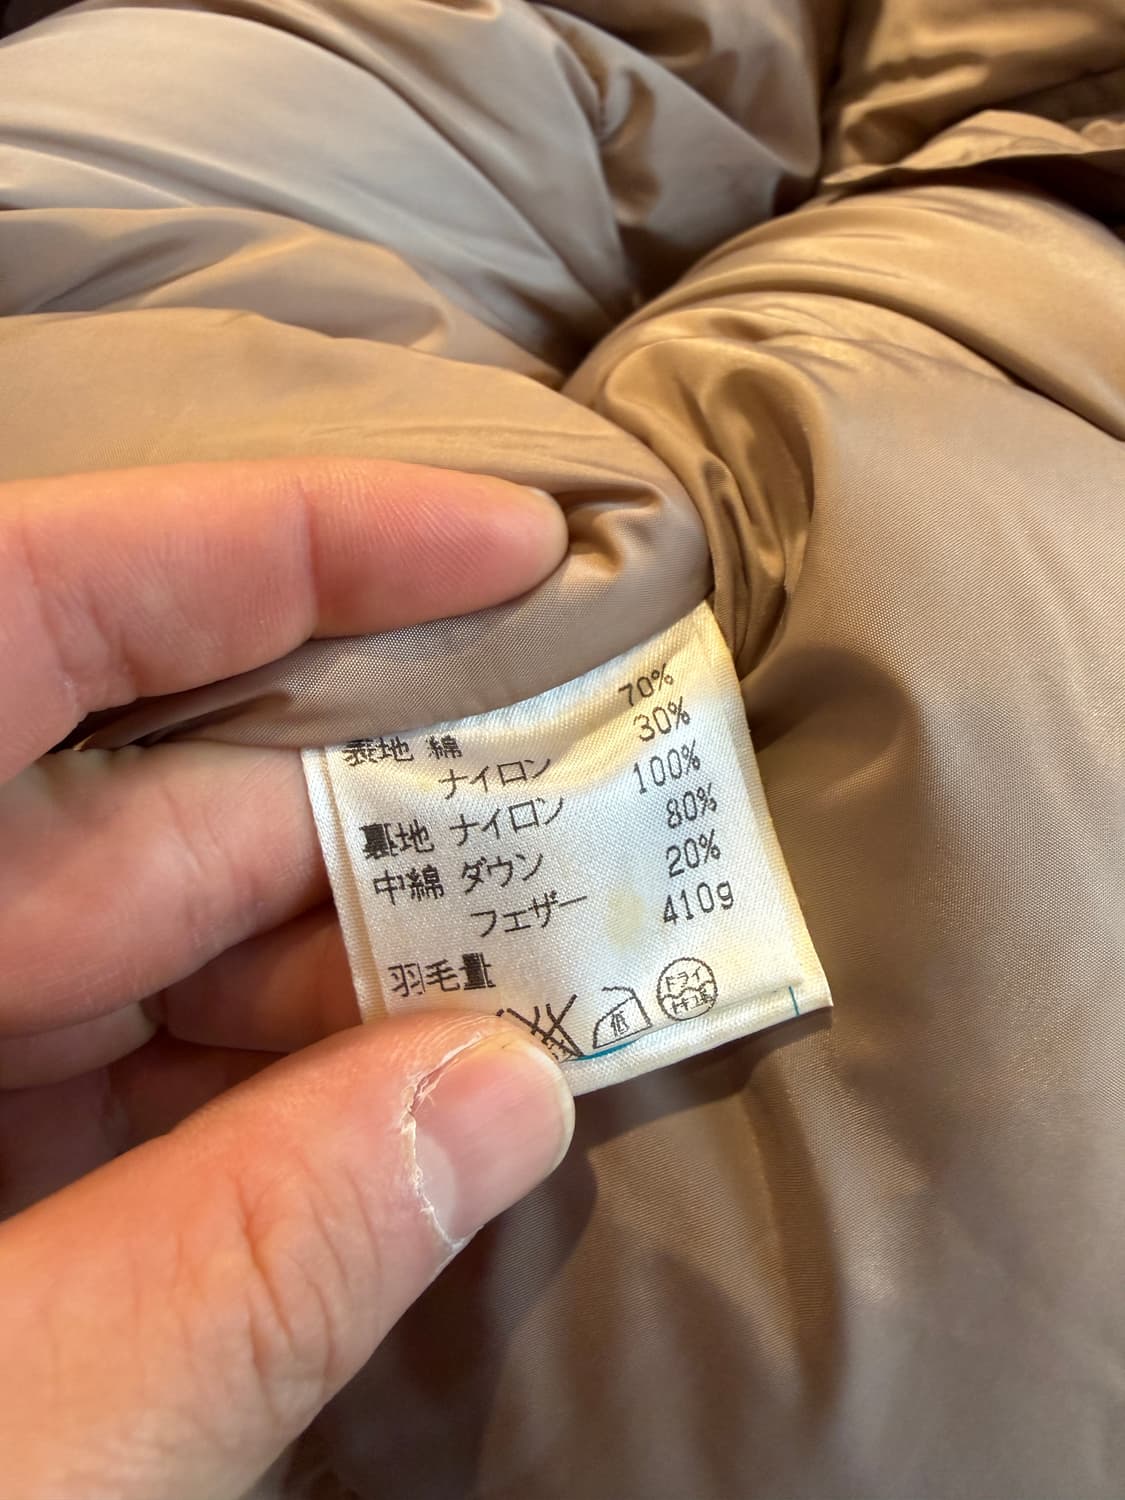 表地 綿 70%
ナイロン 30%
裏地 ナイロン 100%
中綿 ダウン 80%
フェザー 20%
羽毛量 410g
低
ドライ